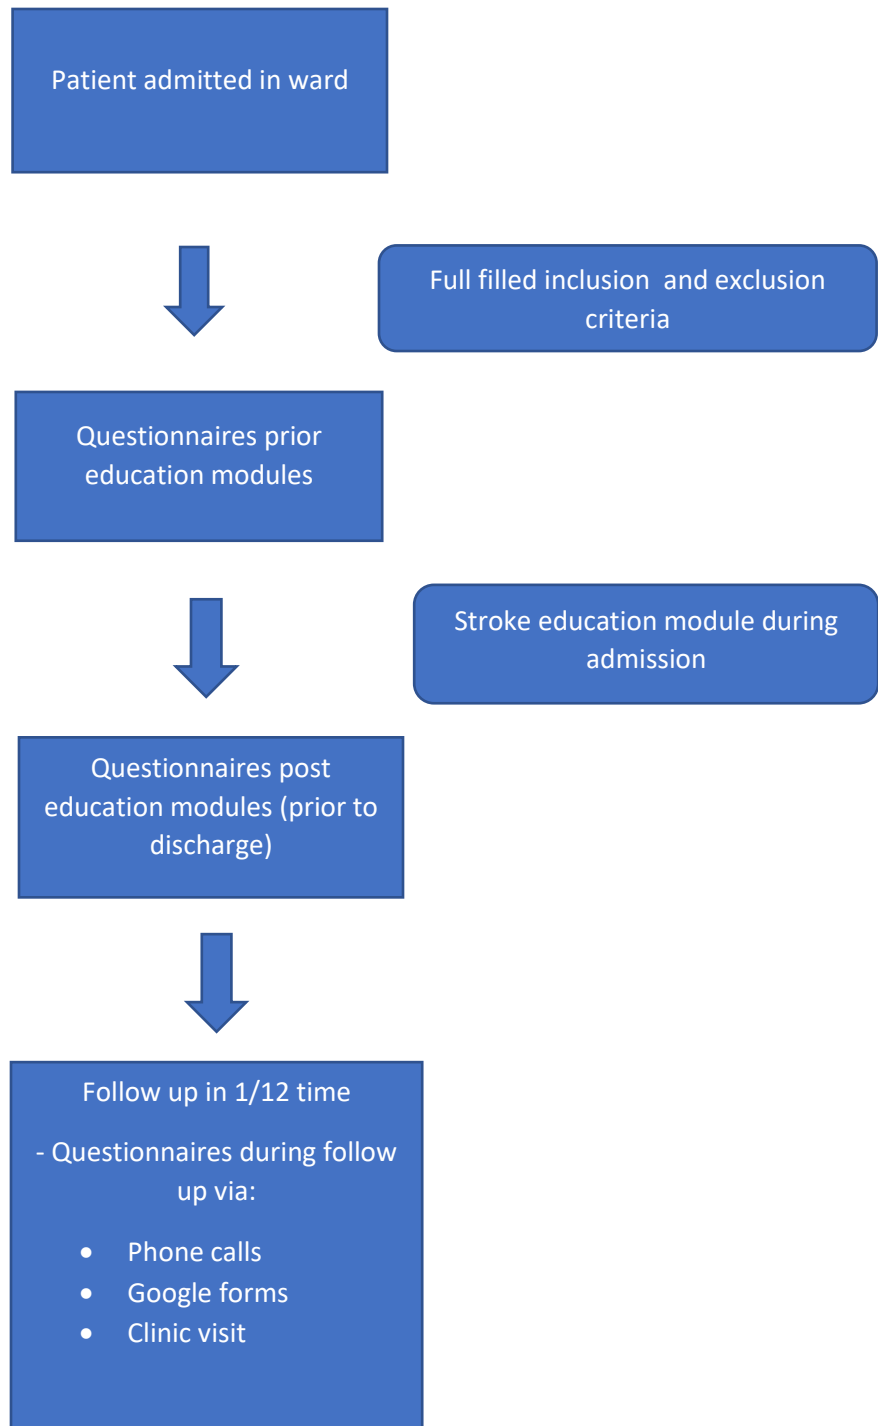 Patient admitted in ward
Full filled inclusion  and exclusion
criteria
Questionnaires prior
education modules
Stroke education module during
admission
Questionnaires post
education modules (prior to
discharge)
Follow up in 1/12 time
- Questionnaires during follow
up via:
• Phone calls
• Google forms
• Clinic visit